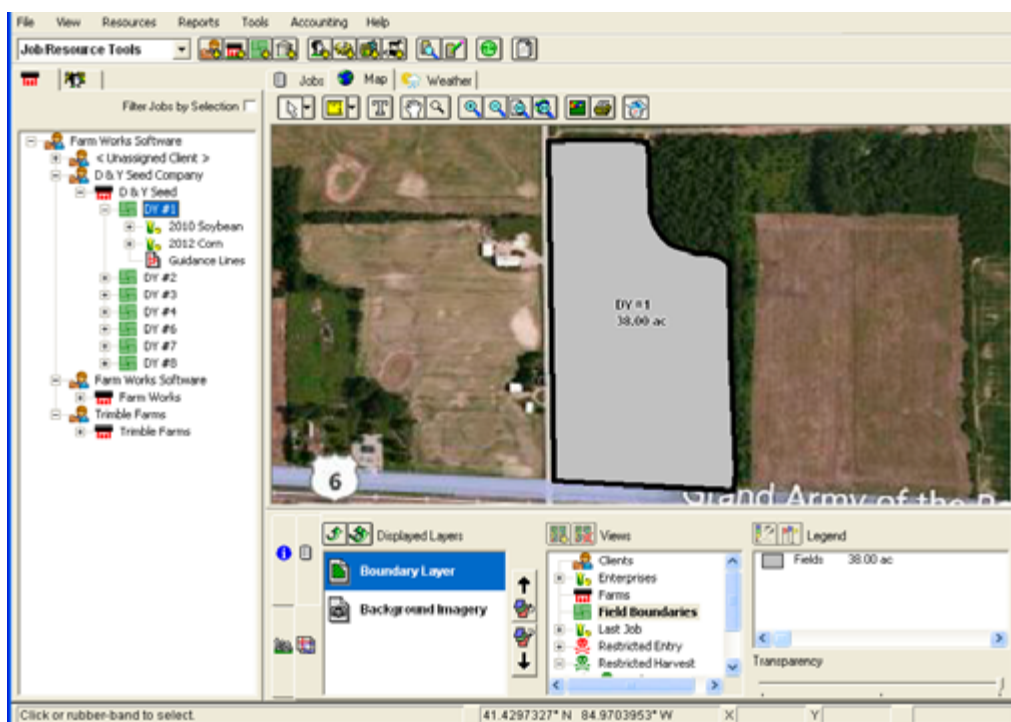 File View Resources Reports Tools Accounting Help
Job/Resource Tools
Jobs Map Weather
Filter Jobs by Selection
T
Farm Works Software
< Unassigned Client >
D & Y Seed Company
D & Y Seed
DY #1
2010 Soybean
2012 Corn
Guidance Lines
DY #2
DY #3
DY #4
DY #6
DY #7
DY #8
Farm Works Software
Farm Works
Trimble Farms
Trimble Farms
DY #1
38.00 ac
6
Grand Army of the
Displayed Layers
Boundary Layer
Background Imagery
Views
Clients
Enterprises
Farms
Field Boundaries
Last Job
Restricted Entry
Restricted Harvest
Legend
Fields 38.00 ac
Transparency
Click or rubber-band to select.
41.4297327° N 84.9703953° W X Y